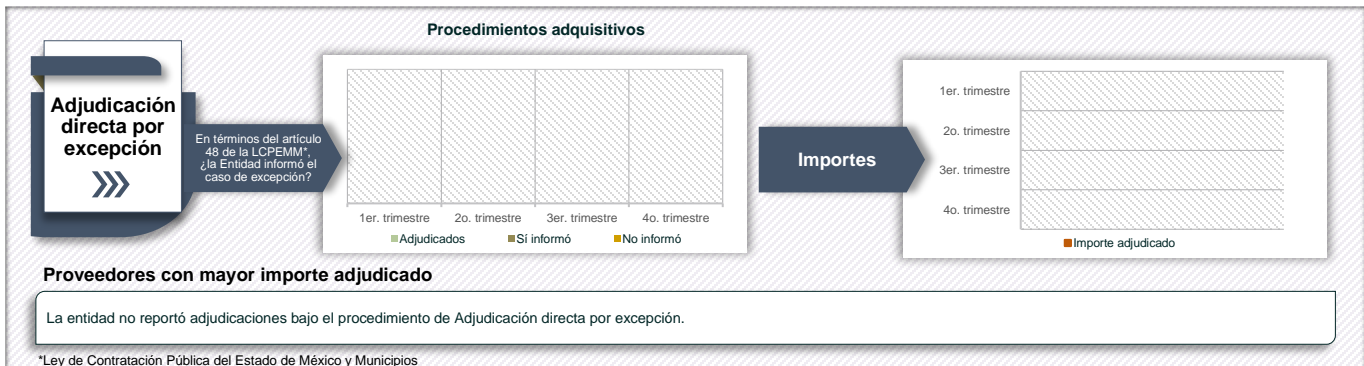 Procedimientos adquisitivos
Adjudicación
directa por
excepción
En términos del artículo
48 de la LCPEMM*,
¿la Entidad informó el
caso de excepción?
1er. trimestre 2o. trimestre 3er. trimestre 4o. trimestre
Adjudicados Sí informó No informó
Importes
1er. trimestre
2o. trimestre
3er. trimestre
4o. trimestre
Importe adjudicado
Proveedores con mayor importe adjudicado
La entidad no reportó adjudicaciones bajo el procedimiento de Adjudicación directa por excepción.
*Ley de Contratación Pública del Estado de México y Municipios